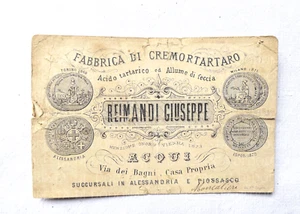 FABBRICA DI CREMORTARTARO
Acido tartarico ed Allume di feccia
REIMANDI GIUSEPPE
ACQUI
Via dei Bagni, Casa Propria
ALESSANDRIA
SUCCURSALI IN ALESSANDRIA E PIOSSASCO